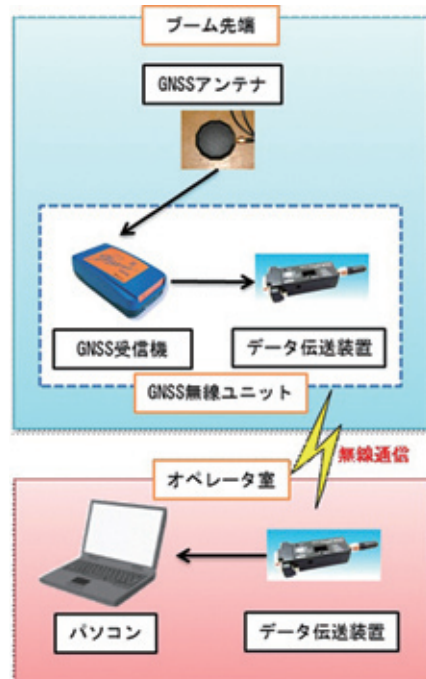 ブーム先端
GNSSアンテナ
GNSS受信機
データ伝送装置
GNSS無線ユニット
無線通信
オペレータ室
パソコン
データ伝送装置